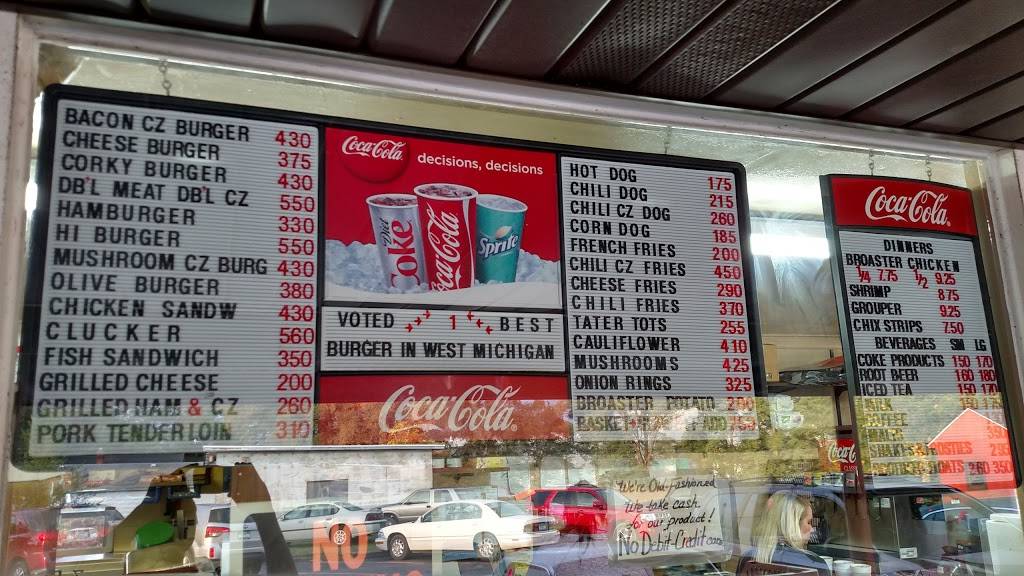 BACON CZ BURGER 430
CHEESE BURGER 375
CORKY BURGER 430
DB'L MEAT DB'L CZ 550
HAMBURGER 330
HI BURGER 550
MUSHROOM CZ BURG 430
OLIVE BURGER 380
CHICKEN SANDW 430
CLUCKER 560
FISH SANDWICH 350
GRILLED CHEESE 200
GRILLED HAM & CZ 260
PORK TENDERLOIN 310
Coca-Cola
decisions, decisions
Diet Coke
Coca-Cola
Sprite
VOTED 1 BEST
BURGER IN WEST MICHIGAN
Coca-Cola
HOT DOG 175
CHILI DOG 215
CHILI CZ DOG 260
CORN DOG 185
FRENCH FRIES 200
CHILI CZ FRIES 450
CHEESE FRIES 290
CHILI FRIES 370
TATER TOTS 255
CAULIFLOWER 410
MUSHROOMS 425
ONION RINGS 325
BROASTER POTATO
BASKET
Coca-Cola
DINNERS
BROASTER CHICKEN
1/4 7.75 1/2 9.25
SHRIMP 8.75
GROUPER 9.25
CHIX STRIPS 7.50
BEVERAGES SM LG
COKE PRODUCTS 150 170
ROOT BEER 160 180
ICED TEA 150 170
MILK
350
We're Old-fashioned
We take cash
for our product!
No Debit-Credit cards
NO